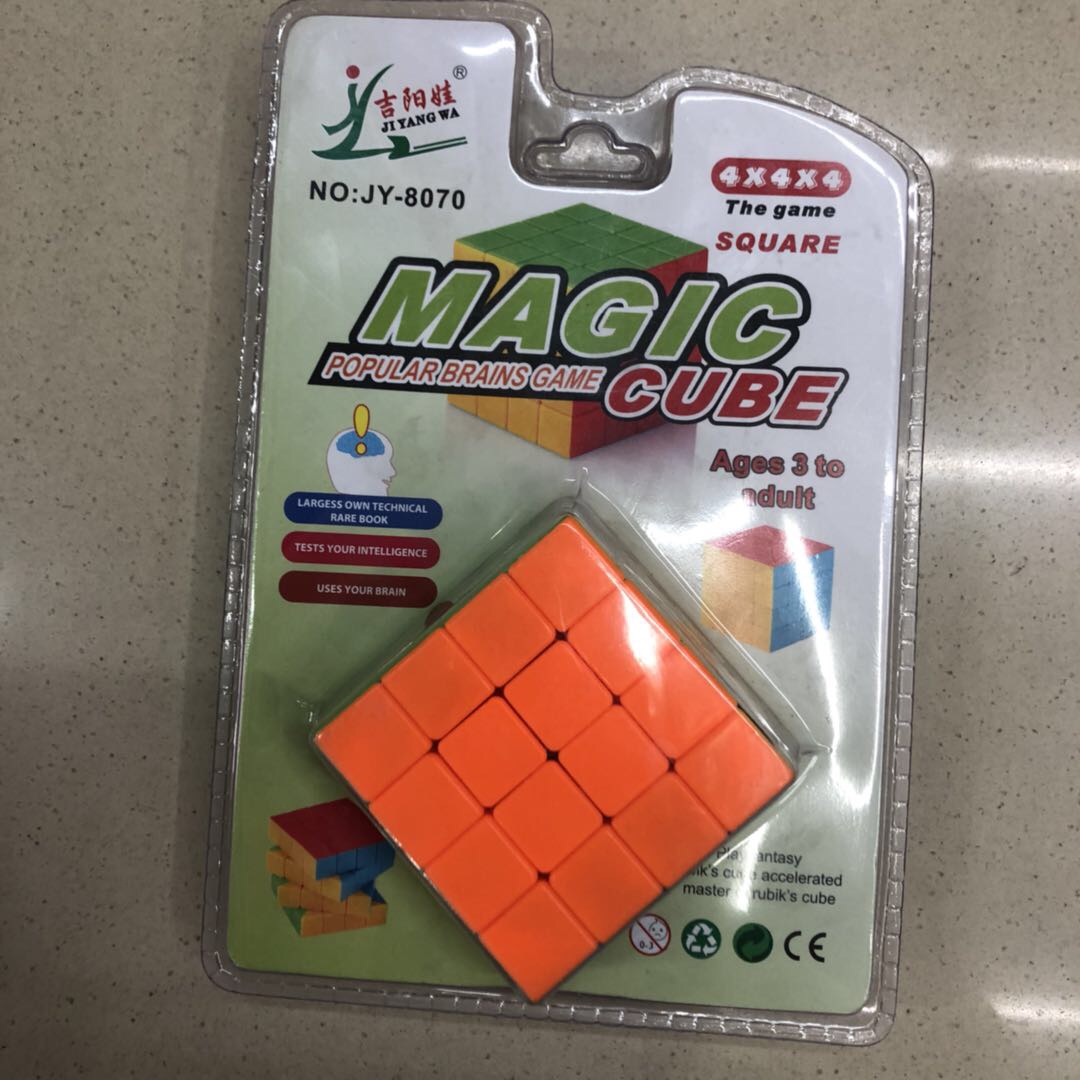 吉阳娃®
JI YANG WA
NO:JY-8070
4X4X4
The game
SQUARE
MAGIC
POPULAR BRAINS GAME
CUBE
Ages 3 to
adult
LARGESS OWN TECHNICAL
RARE BOOK
TESTS YOUR INTELLIGENCE
USES YOUR BRAIN
Play
cube accelerated
master rubik's cube
0-3
CE